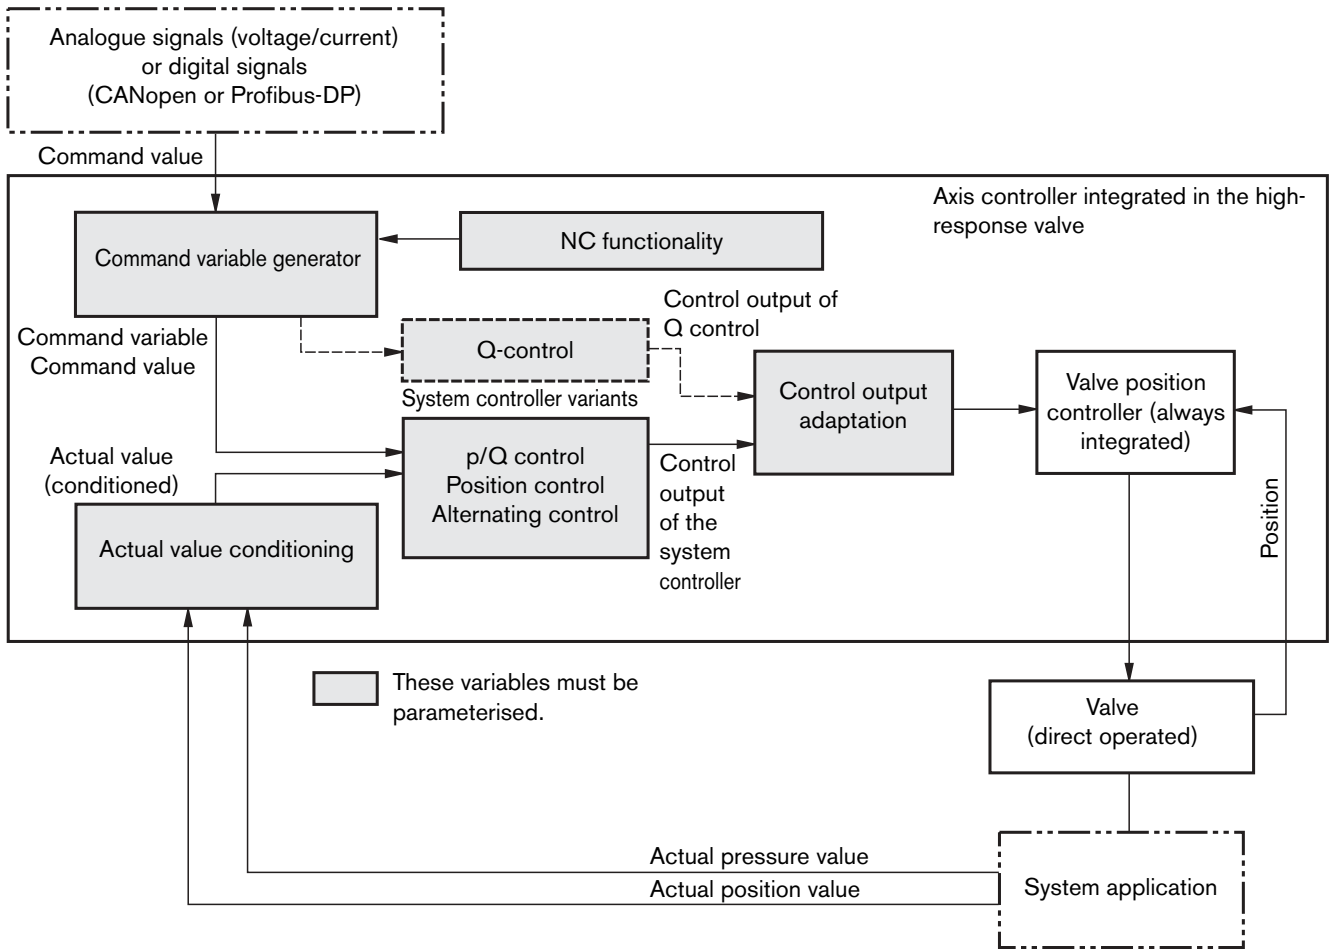 Analogue signals (voltage/current)
or digital signals
(CANopen or Profibus-DP)
Command value
Axis controller integrated in the high-
response valve
NC functionality
Command variable generator
Control output of
Q control
Command variable
Command value
Q-control
System controller variants
Control output
adaptation
Valve position
controller (always
integrated)
Actual value
(conditioned)
p/Q control
Position control
Alternating control
Control
output
of the
system
controller
Actual value conditioning
Position
These variables must be
parameterised.
Valve
(direct operated)
Actual pressure value
Actual position value
System application